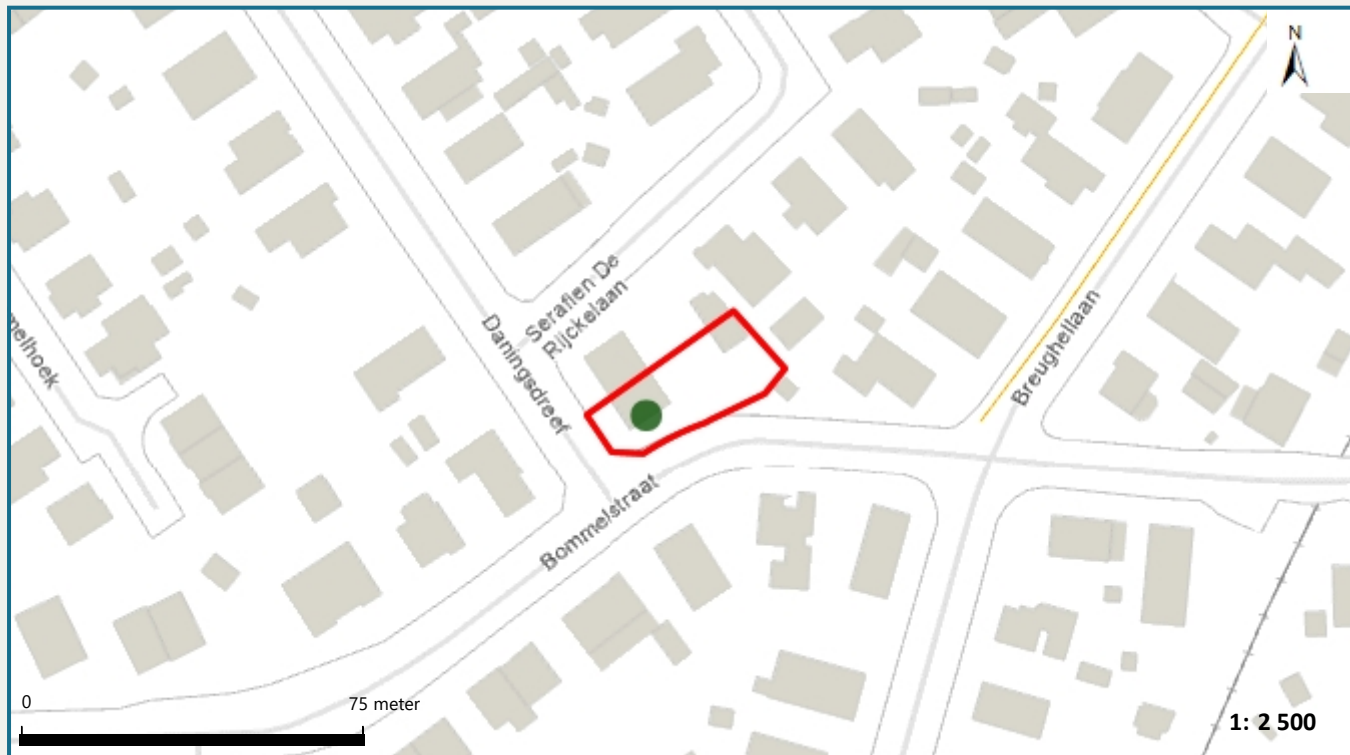 N
Serafien De
Rijckelaan
Daningsdreef
Breughellaan
melhoek
Bommelstraat
0
75 meter
1: 2 500